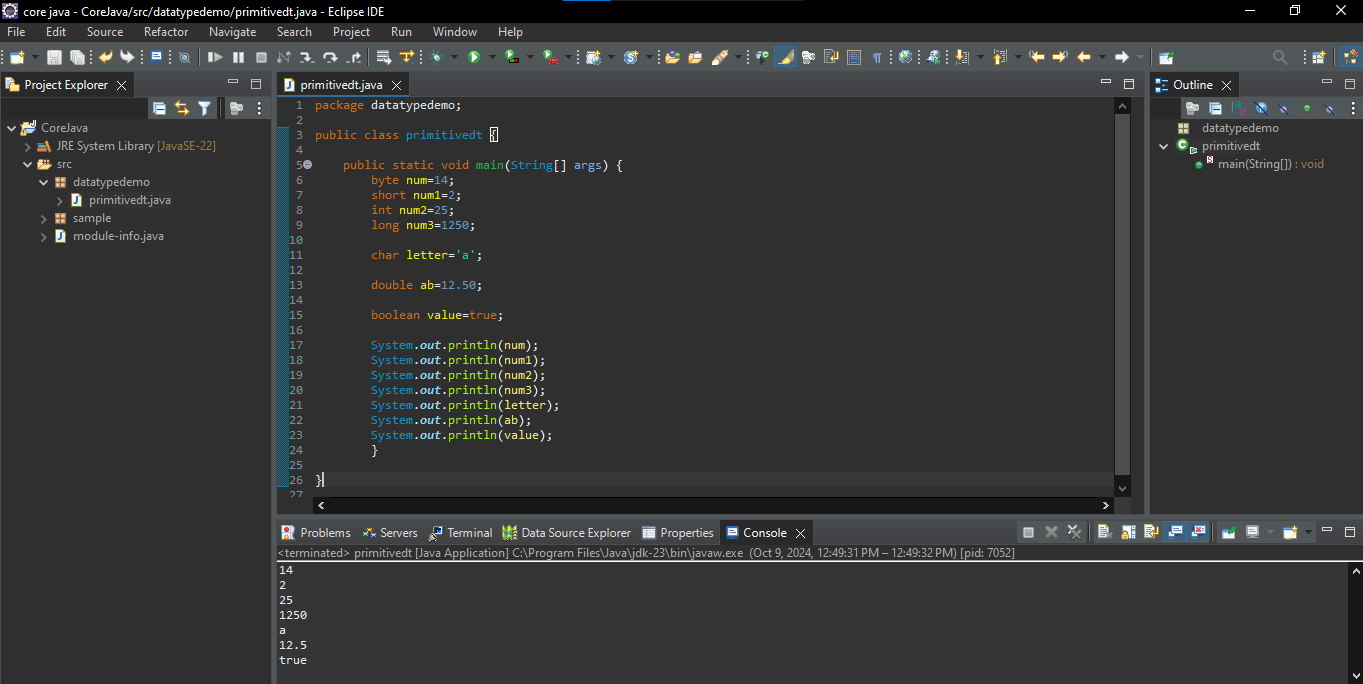 core java - CoreJava/src/datatypedemo/primitivedt.java - Eclipse IDE
File Edit Source Refactor Navigate Search Project Run Window Help
Project Explorer
CoreJava
JRE System Library [JavaSE-22]
src
datatypedemo
primitivedt.java
sample
module-info.java
primitivedt.java
1 package datatypedemo;
2
3 public class primitivedt {
4
5 public static void main(String[] args) {
6 byte num=14;
7 short num1=2;
8 int num2=25;
9 long num3=1250;
10
11 char letter='a';
12
13 double ab=12.50;
14
15 boolean value=true;
16
17 System.out.println(num);
18 System.out.println(num1);
19 System.out.println(num2);
20 System.out.println(num3);
21 System.out.println(letter);
22 System.out.println(ab);
23 System.out.println(value);
24 }
25
26 }
27
Outline
datatypedemo
primitivedt
main(String[]) : void
Problems Servers Terminal Data Source Explorer Properties Console
<terminated> primitivedt [Java Application] C:\Program Files\Java\jdk-23\bin\javaw.exe (Oct 9, 2024, 12:49:31 PM – 12:49:32 PM) [pid: 7052]
14
2
25
1250
a
12.5
true